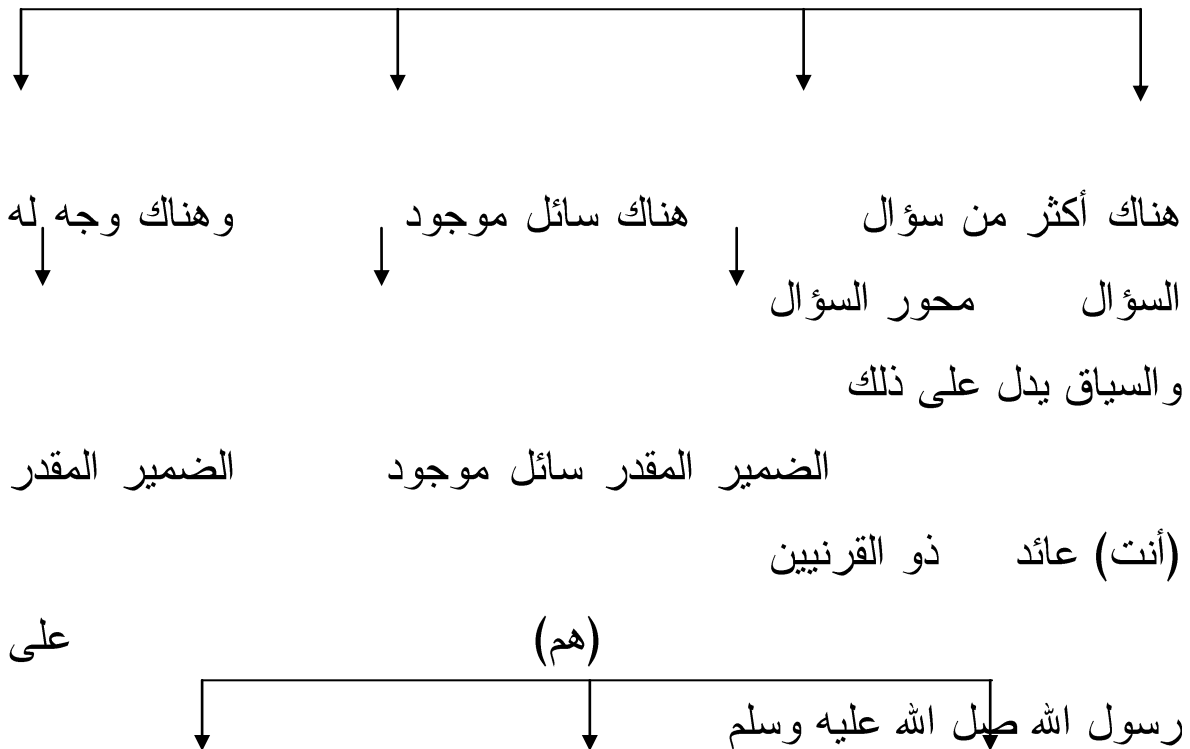 هناك أكثر من سؤال هناك سائل موجود وهناك وجه له
السؤال محور السؤال
والسياق يدل على ذلك
الضمير المقدر سائل موجود الضمير المقدر
(أنت) عائد ذو القرنيين
(هم) على
رسول الله صل الله عليه وسلم